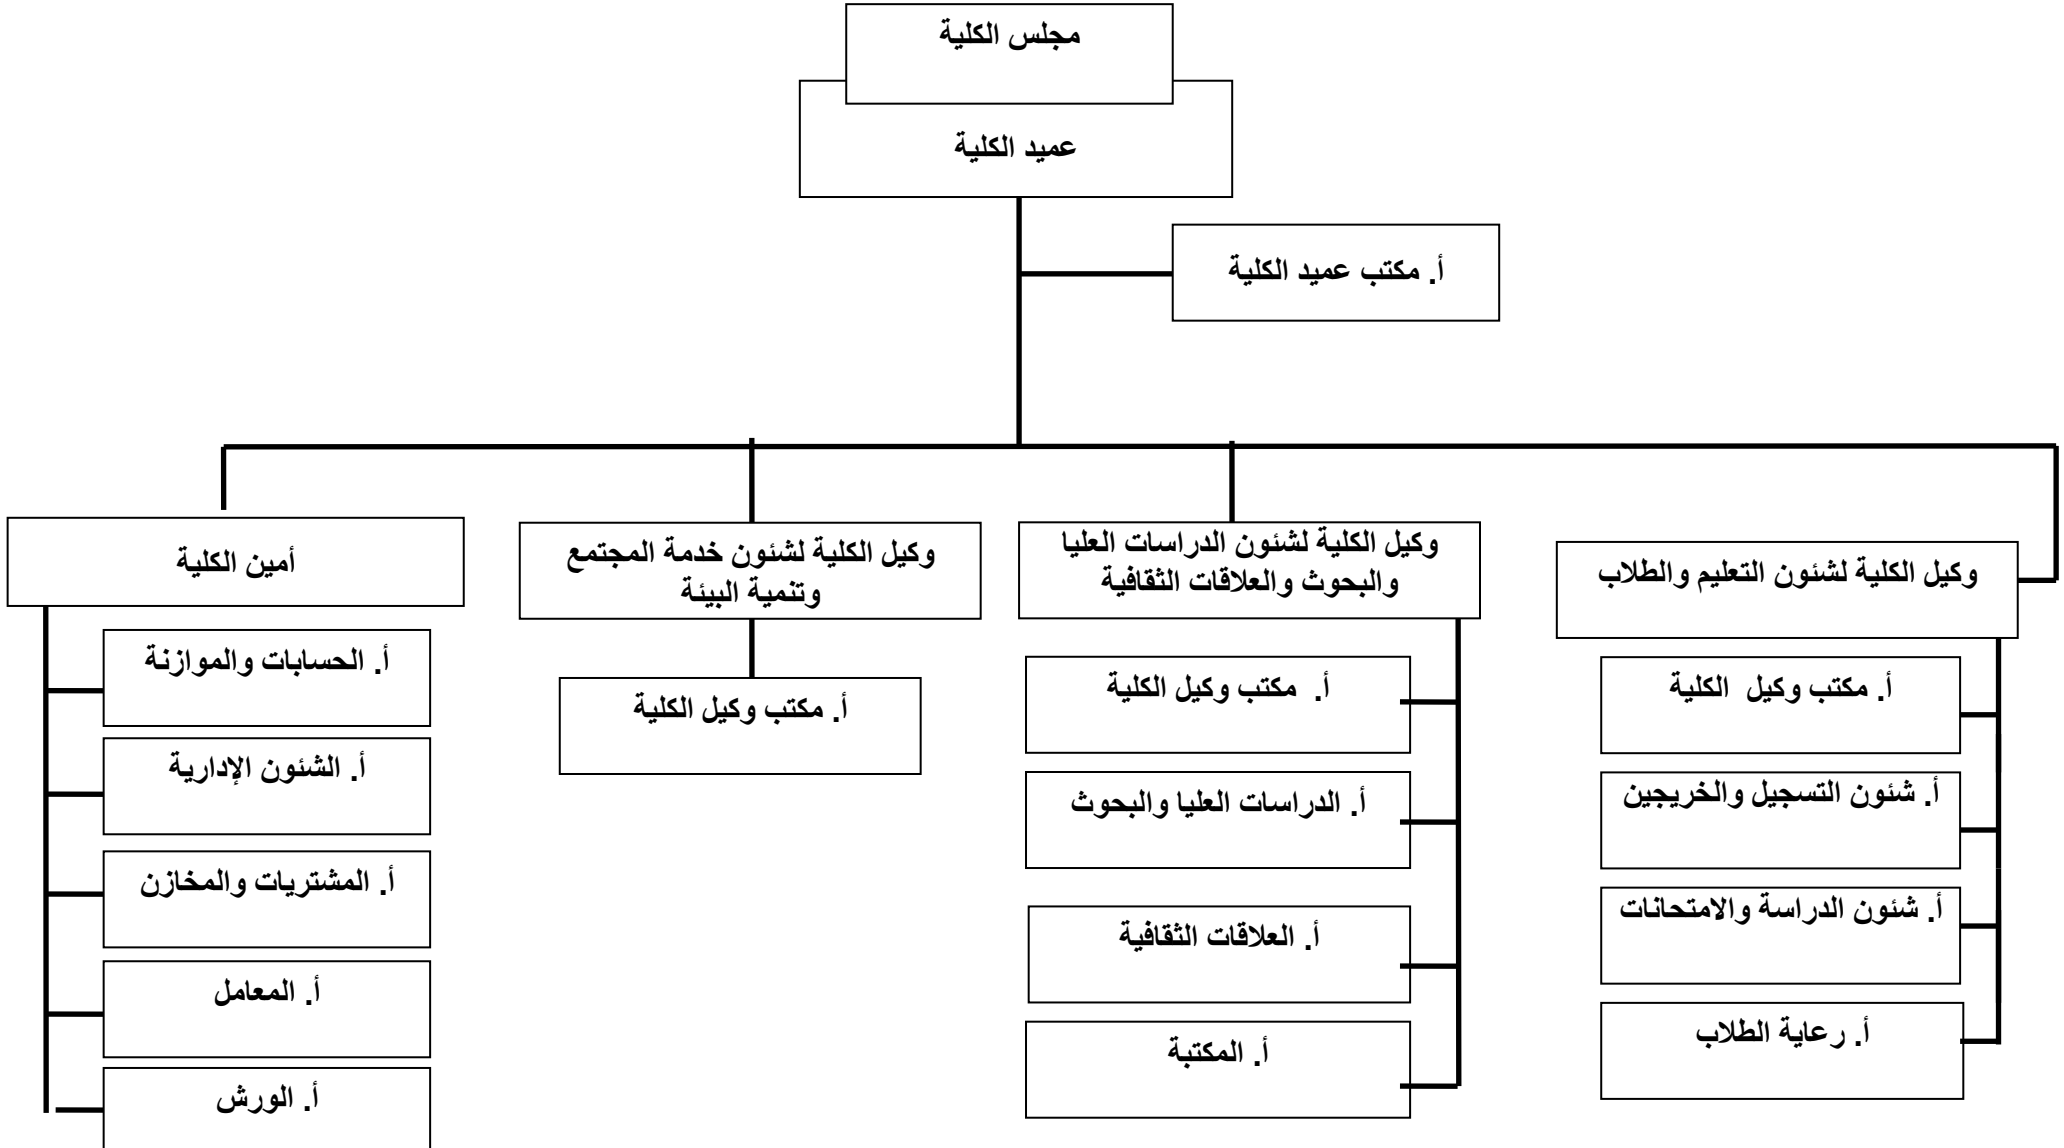 مجلس الكلية
عميد الكلية
أ. مكتب عميد الكلية
وكيل الكلية لشئون التعليم والطلاب
أ. مكتب وكيل الكلية
أ. شئون التسجيل والخريجين
أ. شئون الدراسة والامتحانات
أ. رعاية الطلاب
وكيل الكلية لشئون الدراسات العليا
والبحوث والعلاقات الثقافية
أ. مكتب وكيل الكلية
أ. الدراسات العليا والبحوث
أ. العلاقات الثقافية
أ. المكتبة
وكيل الكلية لشئون خدمة المجتمع
وتنمية البيئة
أ. مكتب وكيل الكلية
أمين الكلية
أ. الحسابات والموازنة
أ. الشئون الإدارية
أ. المشتريات والمخازن
أ. المعامل
أ. الورش